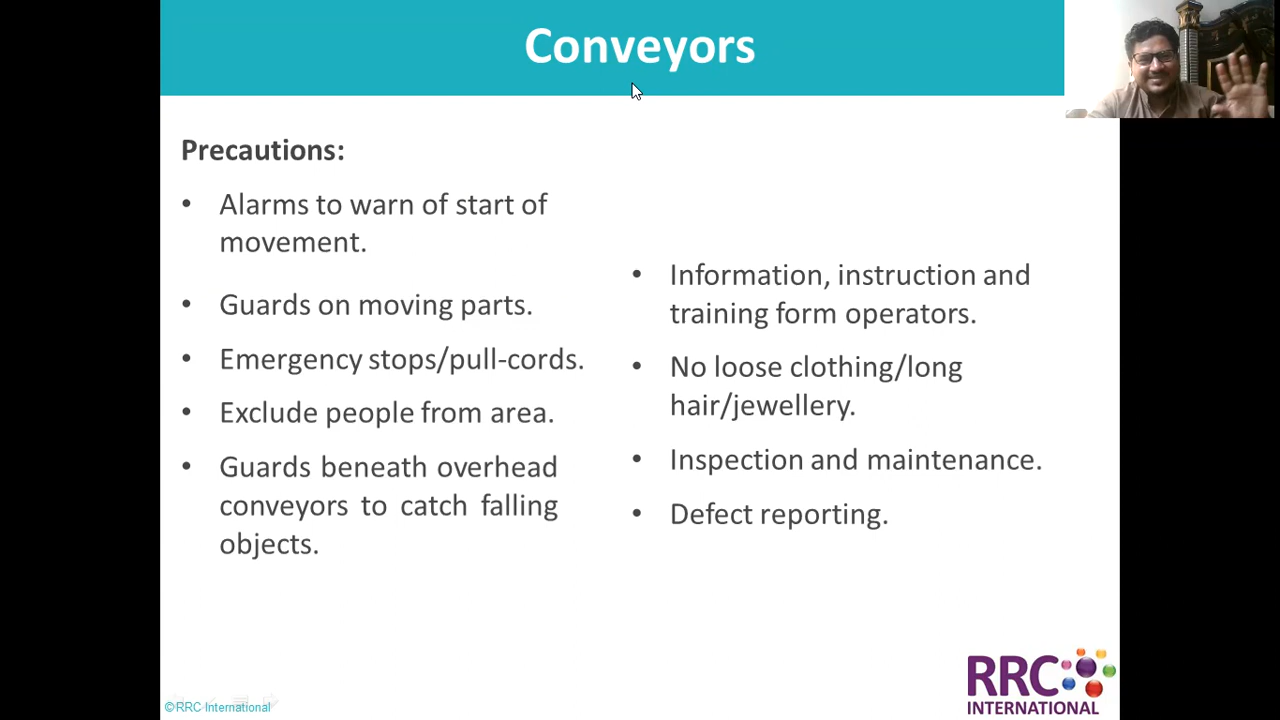 Conveyors
Precautions:
• Alarms to warn of start of
movement.
• Guards on moving parts.
• Emergency stops/pull-cords.
• Exclude people from area.
• Guards beneath overhead
conveyors to catch falling
objects.
• Information, instruction and
training form operators.
• No loose clothing/long
hair/jewellery.
• Inspection and maintenance.
• Defect reporting.
©RRC International
RRC
INTERNATIONAL